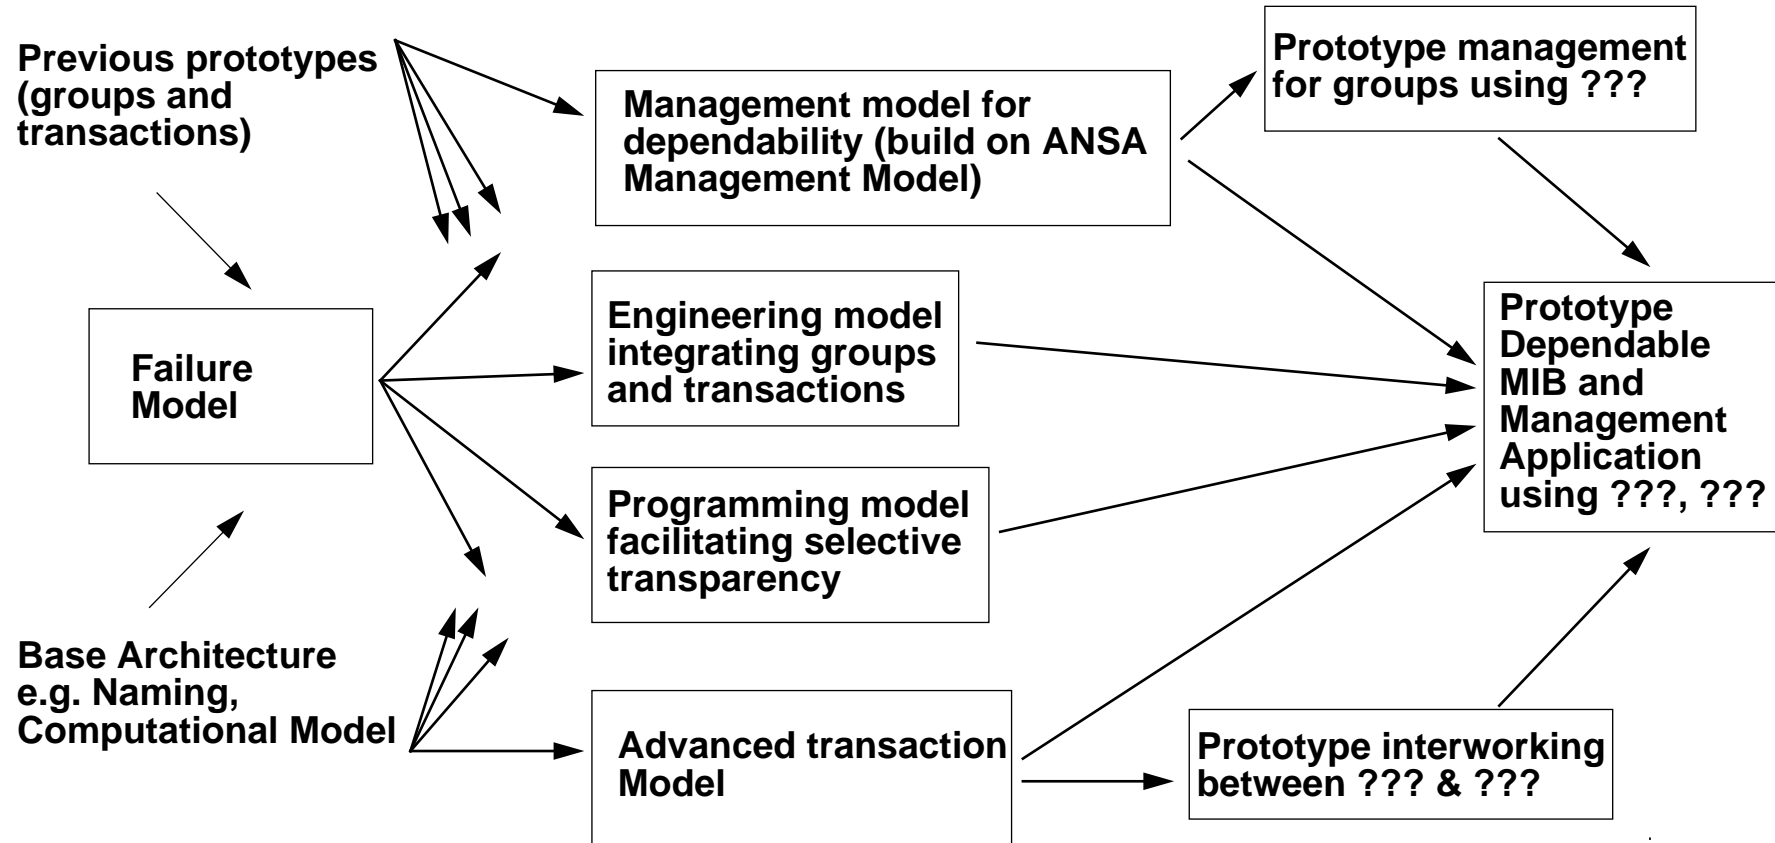 Previous prototypes
(groups and
transactions)
Management model for
dependability (build on ANSA
Management Model)
Prototype management
for groups using ???
Failure
Model
Engineering model
integrating groups
and transactions
Prototype
Dependable
MIB and
Management
Application
using ???, ???
Programming model
facilitating selective
transparency
Base Architecture
e.g. Naming,
Computational Model
Advanced transaction
Model
Prototype interworking
between ??? & ???